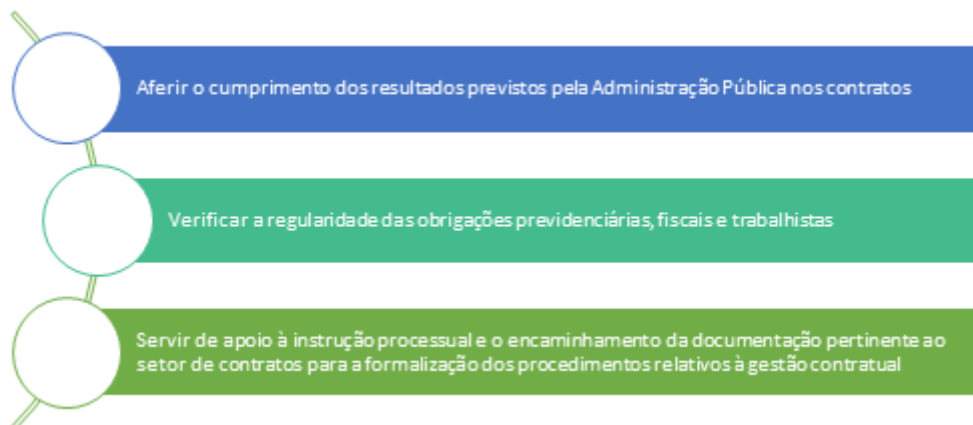 Aferir o cumprimento dos resultados previstos pela Administração Pública nos contratos
Verificar a regularidade das obrigações previdenciárias, fiscais e trabalhistas
Servir de apoio à instrução processual e o encaminhamento da documentação pertinente ao
setor de contratos para a formalização dos procedimentos relativos à gestão contratual